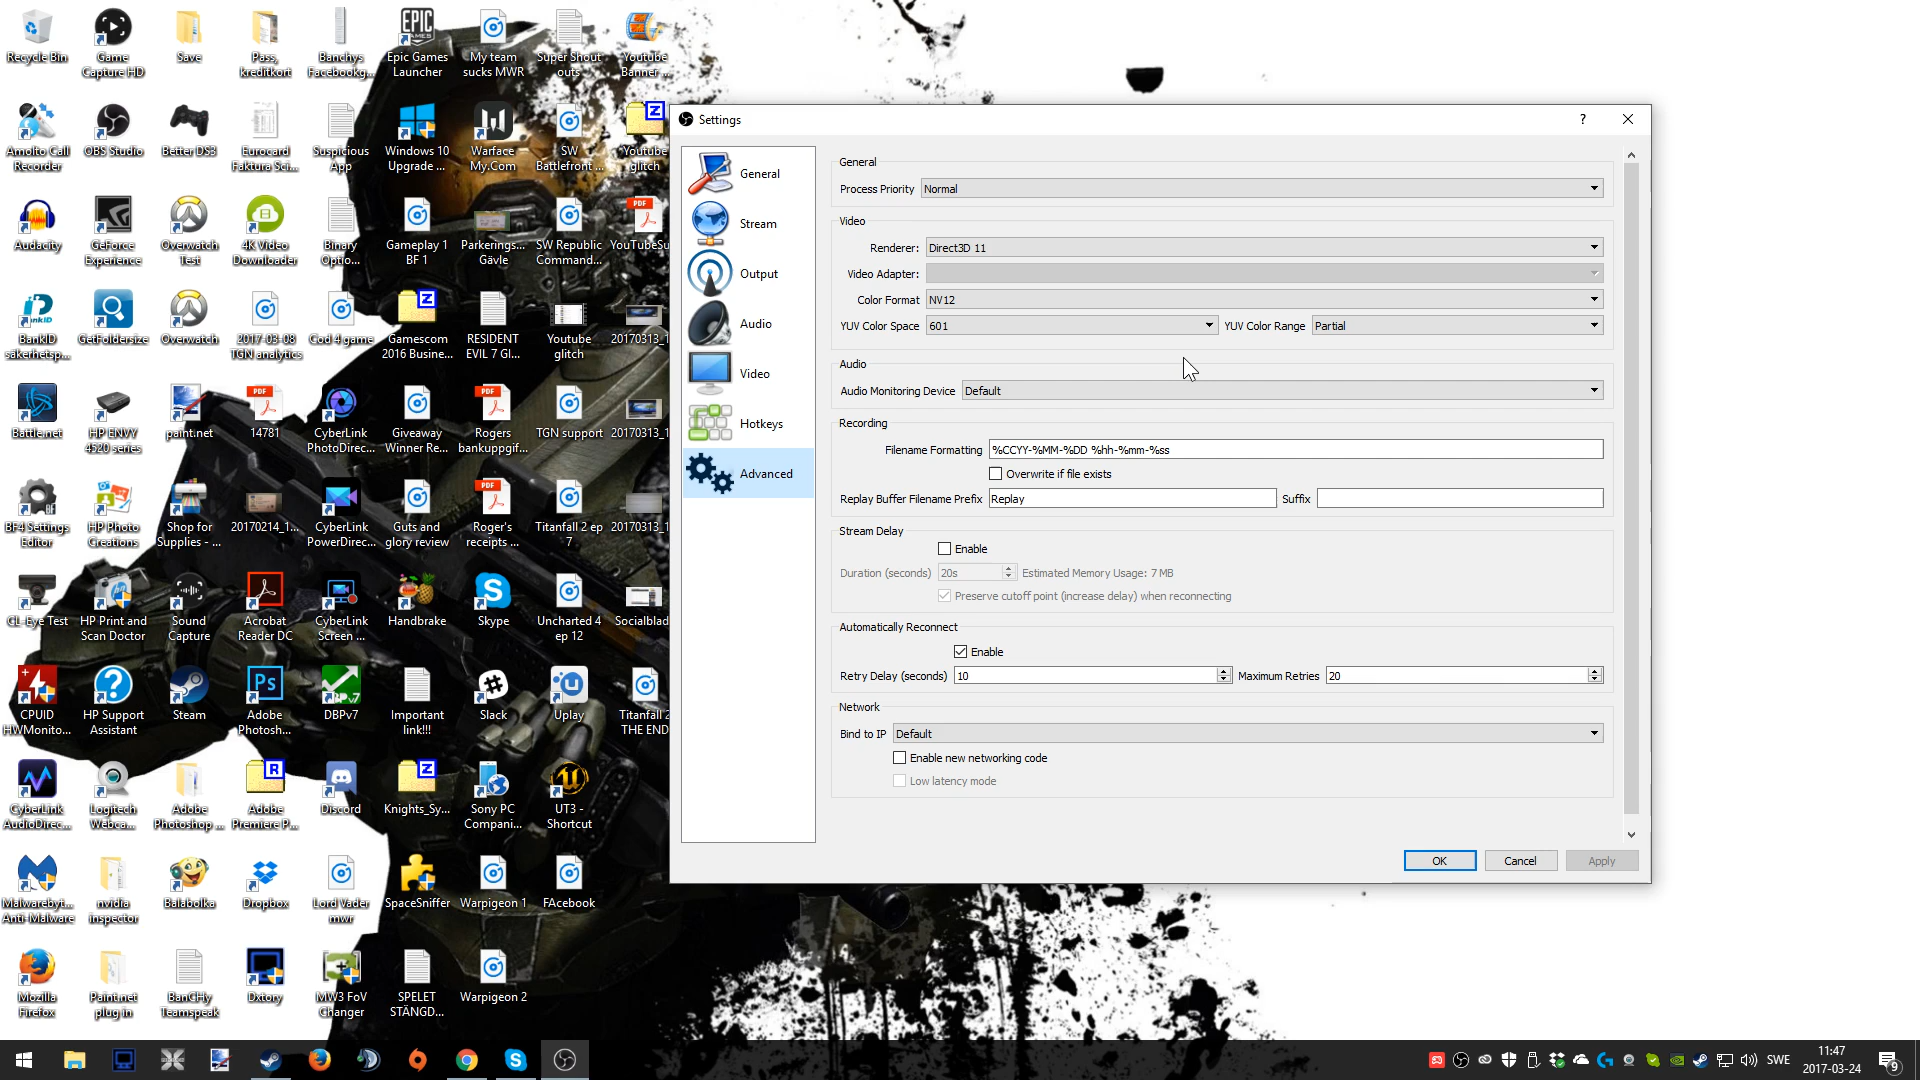 Recycle Bin
Game
Capture HD
Save
Pass,
kreditkort
Banchys
Facebookg...
Epic Games
Launcher
My team
sucks MWR
Super Shout
outs
Youtube
Banner ...
Amolto Call
Recorder
OBS Studio
Better DS3
Eurocard
Faktura Sci...
Suspicious
App
Windows 10
Upgrade ...
Warface
My.Com
SW
Battlefront ...
Youtube
glitch
Audacity
GeForce
Experience
Overwatch
Test
4K Video
Downloader
Binary
Optio...
Gameplay 1
BF 1
Parkerings...
Gävle
SW Republic
Command...
YouTubeSu
BankID
säkerhetsp...
GetFoldersize
Overwatch
2017-03-08
TGN analytics
Cod 4 game
Gamescom
2016 Busine...
RESIDENT
EVIL 7 Gl...
Youtube
glitch
20170313_1
Battle.net
HP ENVY
4520 series
paint.net
14781
CyberLink
PhotoDirec...
Giveaway
Winner Re...
Rogers
bankuppgif...
TGN support
20170313_1
BF4 Settings
Editor
HP Photo
Creations
Shop for
Supplies - ...
20170214_1...
CyberLink
PowerDirec...
Guts and
glory review
Roger's
receipts ...
Titanfall 2 ep
7
20170313_1
CL-Eye Test
HP Print and
Scan Doctor
Sound
Capture
Acrobat
Reader DC
CyberLink
Screen ...
Handbrake
Skype
Uncharted 4
ep 12
Socialblad
CPUID
HWMonito...
HP Support
Assistant
Steam
Adobe
Photosh...
DBPv7
Important
link!!!
Slack
Uplay
Titanfall 2
THE END
CyberLink
AudioDirec...
Logitech
Webca...
Adobe
Photoshop ...
Adobe
Premiere P...
Discord
Knights_Sy...
Sony PC
Compani...
UT3 -
Shortcut
Malwarebyt...
Anti-Malware
nvidia
inspector
Balabolka
Dropbox
Lord Vader
mwr
SpaceSniffer
Warpigeon 1
FAcebook
Mozilla
Firefox
Paint.net
plug in
BanCHy
Teamspeak
Dxtory
MW3 FoV
Changer
SPELET
STÄNGD...
Warpigeon 2
Settings
General
Stream
Output
Audio
Video
Hotkeys
Advanced
General
Process Priority Normal
Video
Renderer: Direct3D 11
Video Adapter:
Color Format NV12
YUV Color Space 601 YUV Color Range Partial
Audio
Audio Monitoring Device Default
Recording
Filename Formatting %CCYY-%MM-%DD %hh-%mm-%ss
Overwrite if file exists
Replay Buffer Filename Prefix Replay Suffix
Stream Delay
Enable
Duration (seconds) 20s Estimated Memory Usage: 7 MB
Preserve cutoff point (increase delay) when reconnecting
Automatically Reconnect
Enable
Retry Delay (seconds) 10 Maximum Retries 20
Network
Bind to IP Default
Enable new networking code
Low latency mode
OK Cancel Apply
SWE
11:47
2017-03-24
9